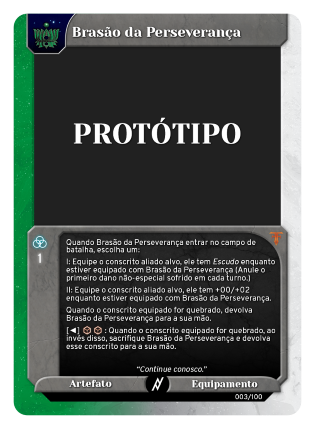 Brasão da Perseverança
PROTÓTIPO
1
Quando Brasão da Perseverança entrar no campo de
batalha, escolha um:
I: Equipe o conscrito aliado alvo, ele tem Escudo enquanto
estiver equipado com Brasão da Perseverança (Anule o
primeiro dano não-especial sofrido em cada turno.)
II: Equipe o conscrito aliado alvo, ele tem +00/+02
enquanto estiver equipado com Brasão da Perseverança.
Quando o conscrito equipado for quebrado, devolva
Brasão da Perseverança para a sua mão.
[◄] : Quando o conscrito equipado for quebrado, ao
invés disso, sacrifique Brasão da Perseverança e devolva
esse conscrito para a sua mão.
“Continue conosco.”
Artefato
Equipamento
003/100